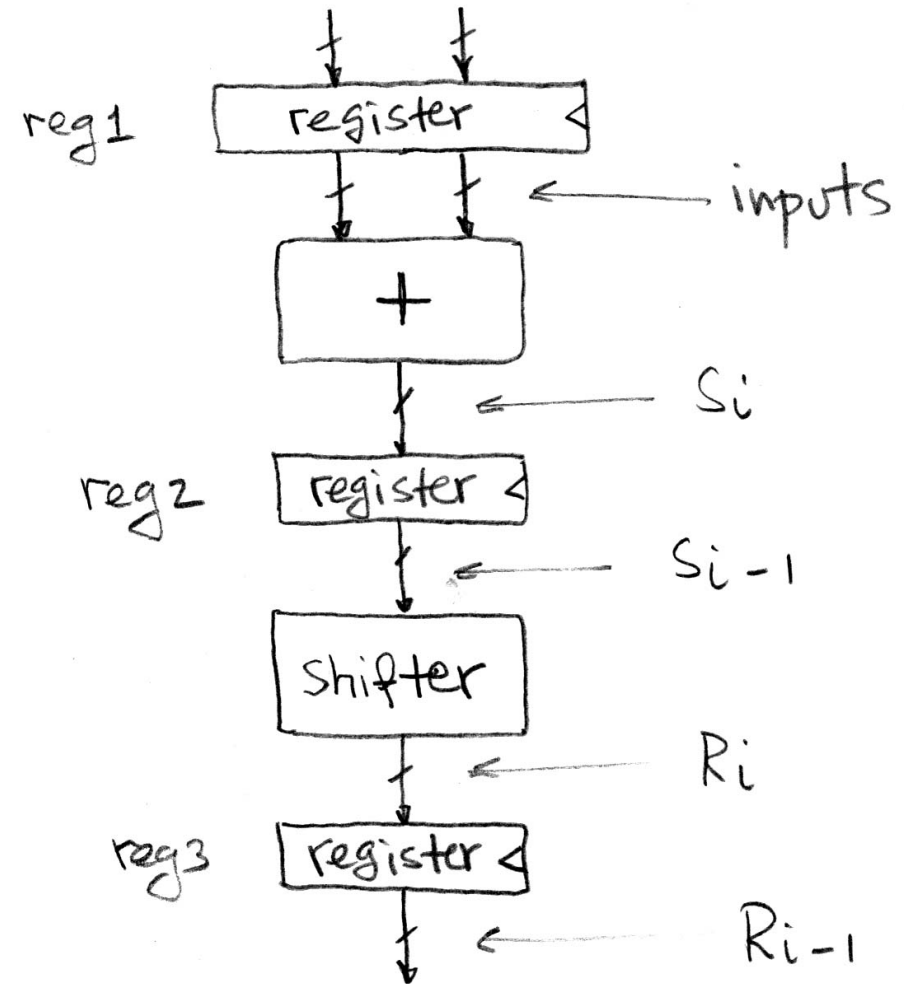 reg1
register
inputs
+
Si
reg2
register
Si-1
Shifter
Ri
reg3
register
Ri-1